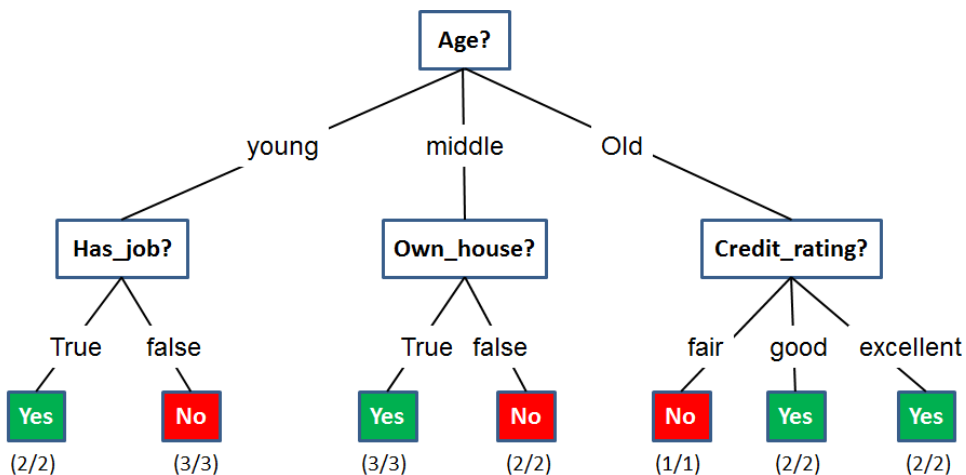 Age?
young
middle
Old
Has_job?
Own_house?
Credit_rating?
True
false
True
false
fair
good
excellent
Yes
No
Yes
No
No
Yes
Yes
(2/2)
(3/3)
(3/3)
(2/2)
(1/1)
(2/2)
(2/2)